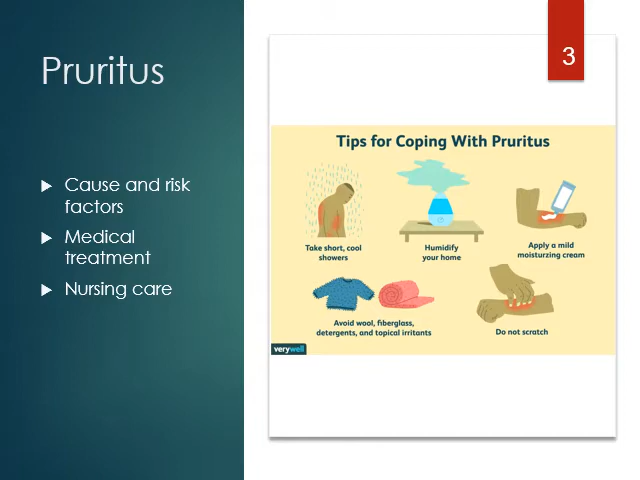 Pruritus
Cause and risk
factors
Medical
treatment
Nursing care
3
Tips for Coping With Pruritus
Take short, cool
showers
Humidify
your home
Apply a mild
moisturzing cream
Avoid wool, fiberglass,
detergents, and topical irritants
Do not scratch
verywell